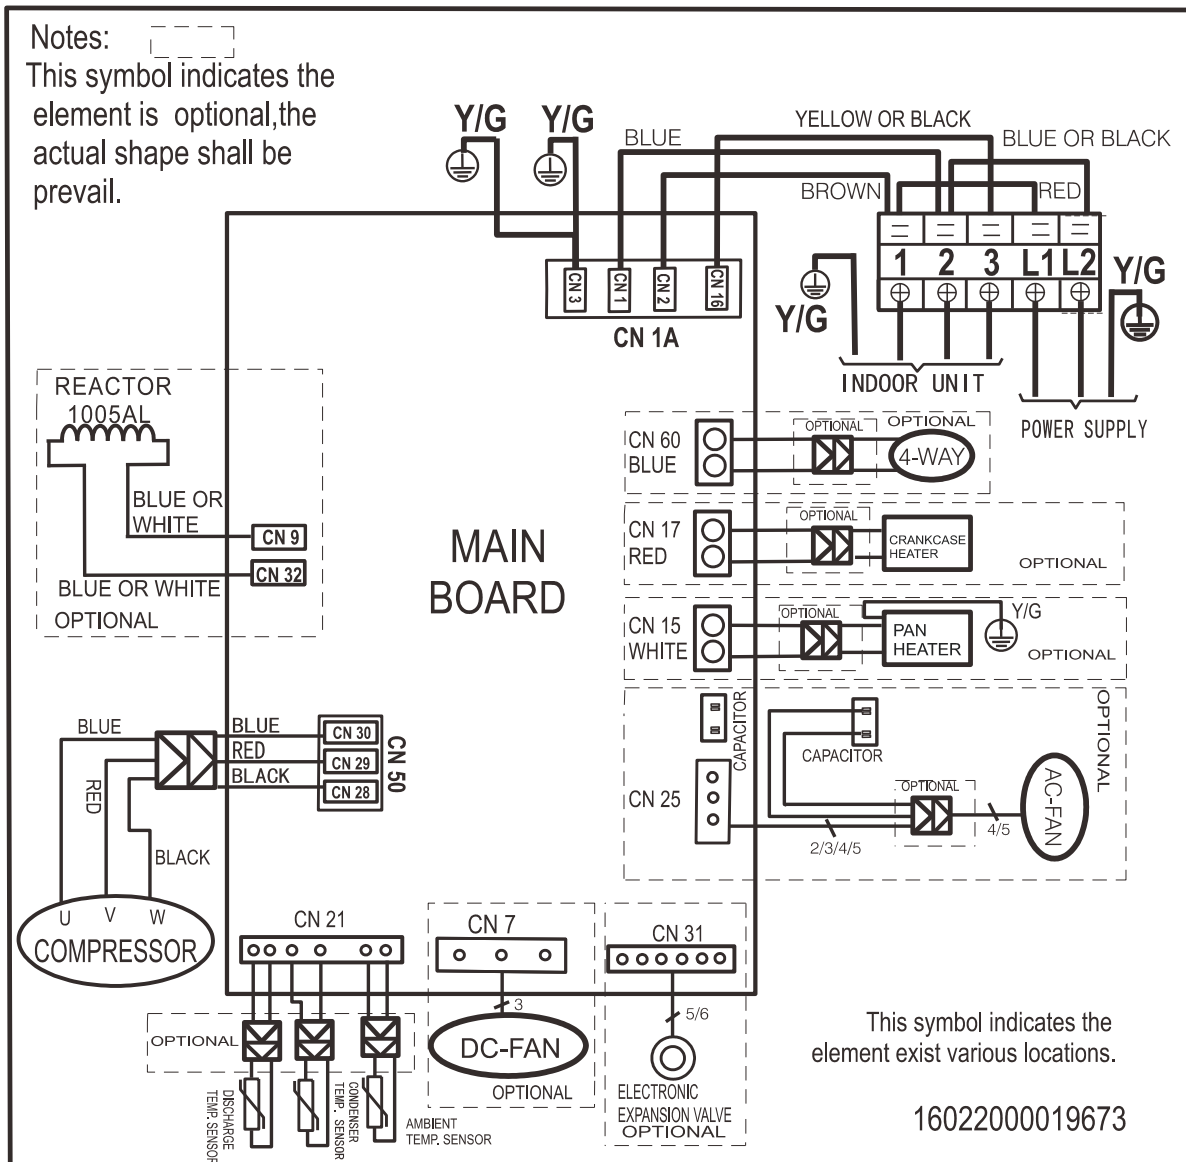 Notes:
This symbol indicates the
element is optional,the
actual shape shall be
prevail.
Y/G
Y/G
BLUE
YELLOW OR BLACK
BLUE OR BLACK
BROWN
RED
1 2 3 L1 L2
Y/G
Y/G
CN 3
CN 1
CN 2
CN 16
CN 1A
INDOOR UNIT
POWER SUPPLY
REACTOR
1005AL
BLUE OR
WHITE
CN 9
CN 32
BLUE OR WHITE
OPTIONAL
MAIN
BOARD
CN 60
BLUE
OPTIONAL
OPTIONAL
4-WAY
CN 17
RED
OPTIONAL
CRANKCASE
HEATER
OPTIONAL
CN 15
WHITE
OPTIONAL
PAN
HEATER
Y/G
OPTIONAL
CAPACITOR
CAPACITOR
OPTIONAL
CN 25
2/3/4/5
OPTIONAL
4/5
AC-FAN
BLUE
RED
BLACK
BLUE
RED
BLACK
CN 30
CN 29
CN 28
CN 50
U V W
COMPRESSOR
CN 21
OPTIONAL
DISCHARGE
TEMP. SENSOR
CONDENSER
TEMP. SENSOR
AMBIENT
TEMP. SENSOR
CN 7
3
DC-FAN
OPTIONAL
CN 31
5/6
ELECTRONIC
EXPANSION VALVE
OPTIONAL
This symbol indicates the
element exist various locations.
16022000019673